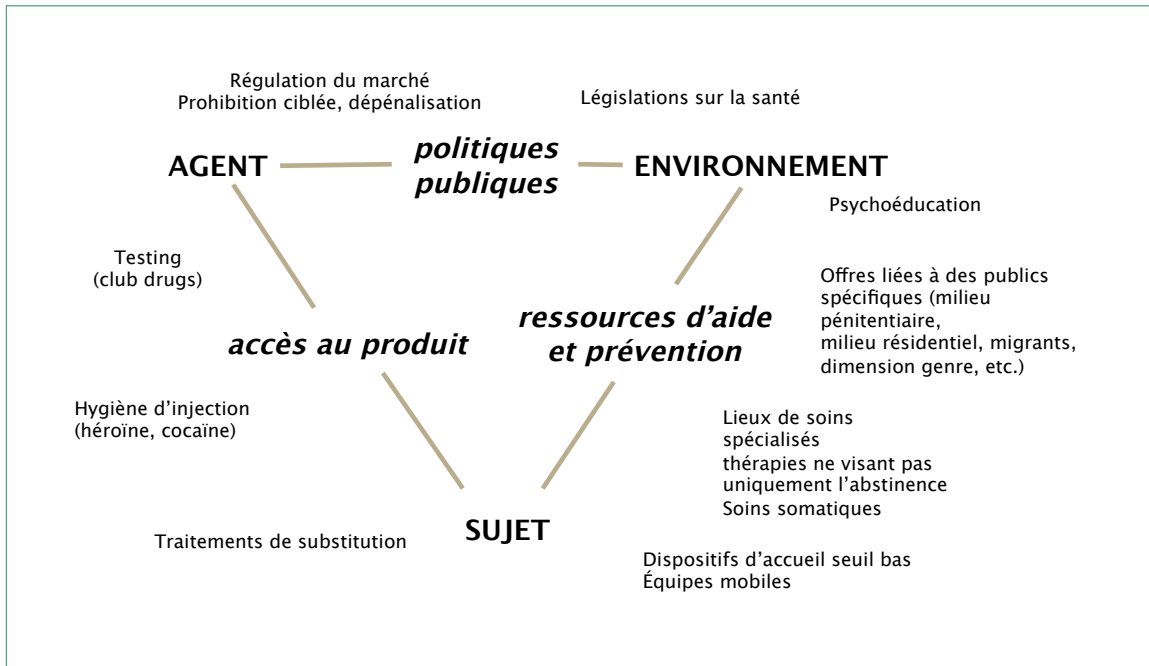 Régulation du marché
Prohibition ciblée, dépénalisation
Législations sur la santé
politiques
publiques
AGENT
ENVIRONNEMENT
Psychoéducation
Testing
(club drugs)
Offres liées à des publics
spécifiques (milieu
pénitentiaire,
milieu résidentiel, migrants,
dimension genre, etc.)
accès au produit
ressources d’aide
et prévention
Hygiène d’injection
(héroïne, cocaïne)
Lieux de soins
spécialisés
thérapies ne visant pas
uniquement l’abstinence
Soins somatiques
SUJET
Traitements de substitution
Dispositifs d’accueil seuil bas
Équipes mobiles